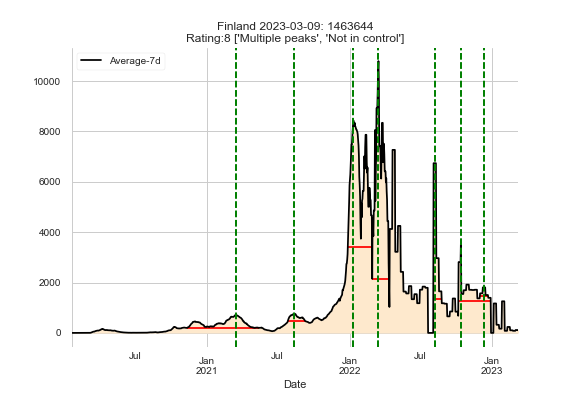 Finland 2023-03-09: 1463644
Rating:8 ['Multiple peaks', 'Not in control']
Average-7d
10000
8000
6000
4000
2000
0
Jul
Jan
2021
Jul
Jan
2022
Jul
Jan
2023
Date